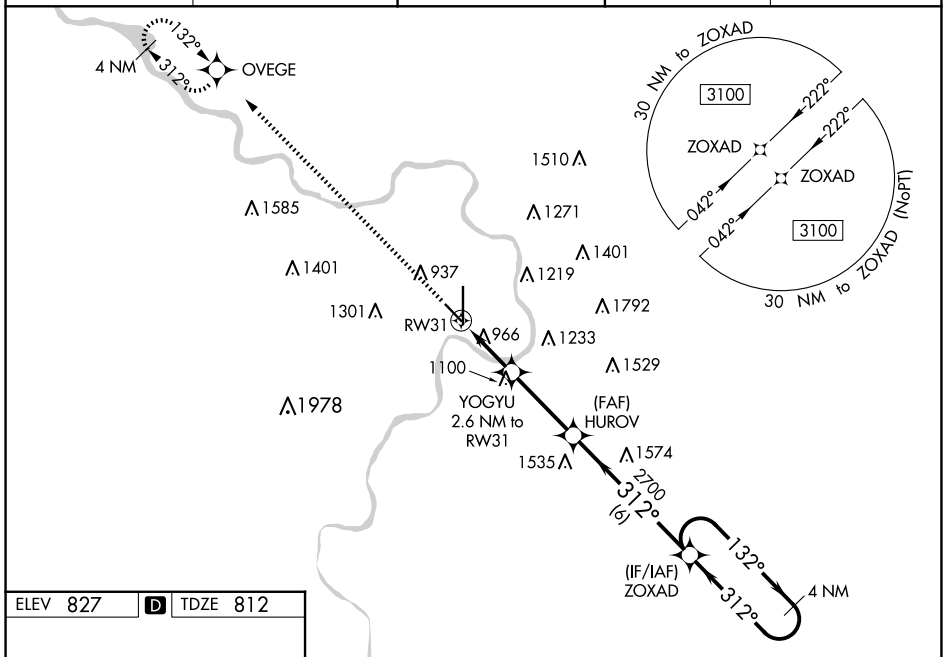 132°
4 NM
312°
OVEGE
30 NM to ZOXAD
3100
222°
222°
ZOXAD
ZOXAD
042°
042°
3100
30 NM to ZOXAD (NoPT)
1510
1585
1271
1401
1401
937
1219
1301
1792
RW31
966
1233
1100
1529
YOGYU
2.6 NM to
RW31
(FAF)
HUROV
1978
1535
1574
2700
312°
(6)
(IF/IAF)
ZOXAD
132°
312°
4 NM
ELEV 827 D TDZE 812